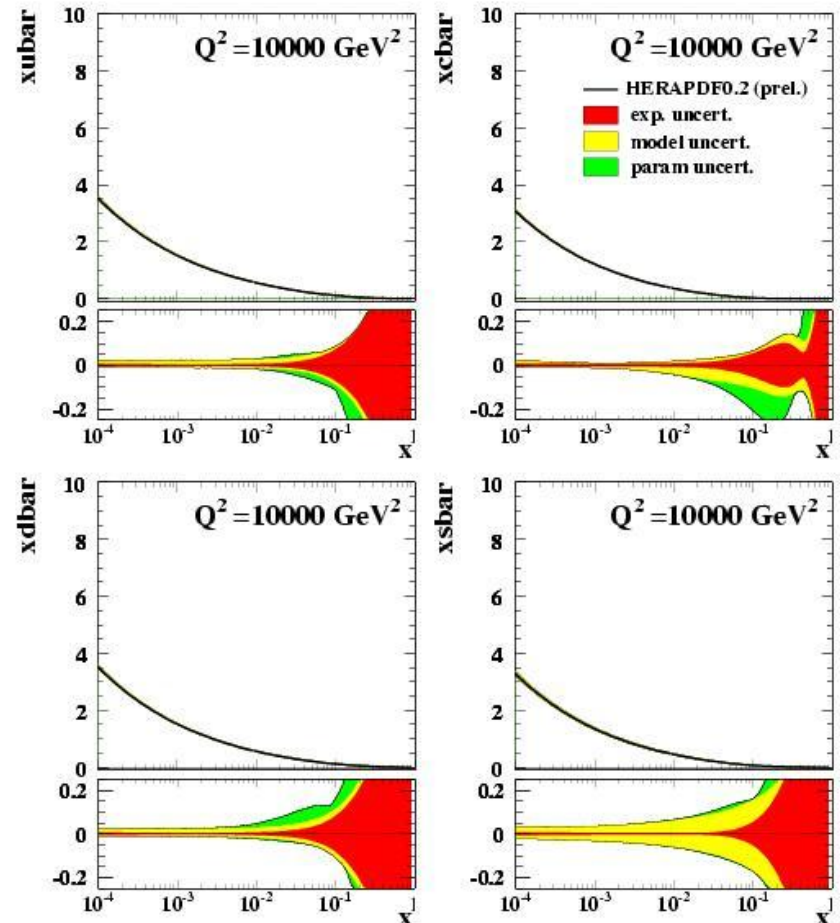 xubar
Q² =10000 GeV²
10
8
6
4
2
0
0.2
0
-0.2
10⁻⁴ 10⁻³ 10⁻² 10⁻¹ 1
x
xcbar
Q² =10000 GeV²
HERAPDF0.2 (prel.)
exp. uncert.
model uncert.
param uncert.
10
8
6
4
2
0
0.2
0
-0.2
10⁻⁴ 10⁻³ 10⁻² 10⁻¹ 1
x
xdbar
Q² =10000 GeV²
10
8
6
4
2
0
0.2
0
-0.2
10⁻⁴ 10⁻³ 10⁻² 10⁻¹ 1
x
xsbar
Q² =10000 GeV²
10
8
6
4
2
0
0.2
0
-0.2
10⁻⁴ 10⁻³ 10⁻² 10⁻¹ 1
x